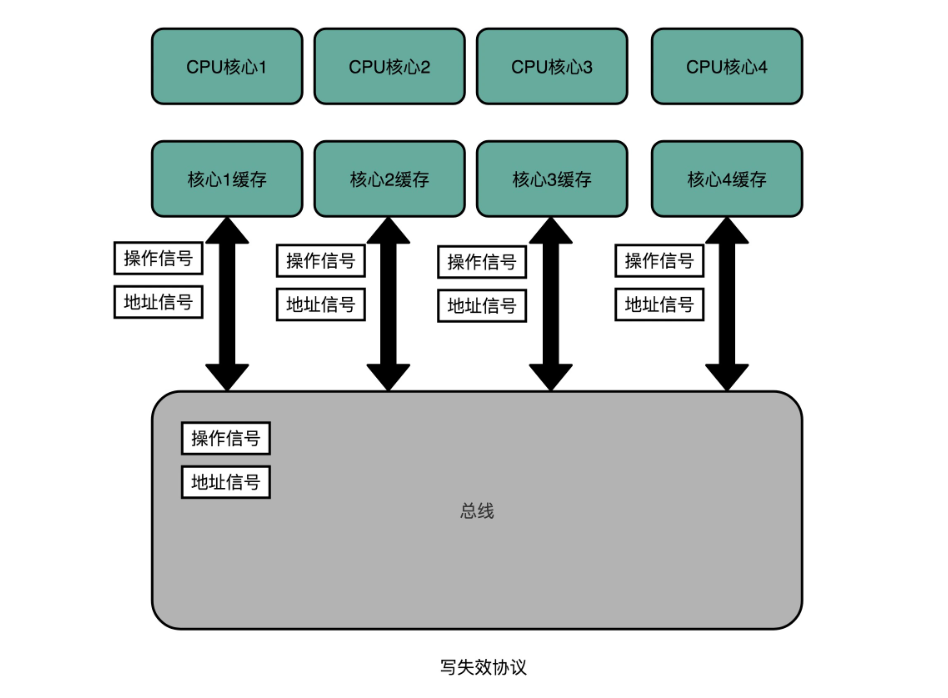 CPU核心1
CPU核心2
CPU核心3
CPU核心4
核心1缓存
核心2缓存
核心3缓存
核心4缓存
操作信号
操作信号
操作信号
操作信号
地址信号
地址信号
地址信号
地址信号
操作信号
地址信号
总线
写失效协议